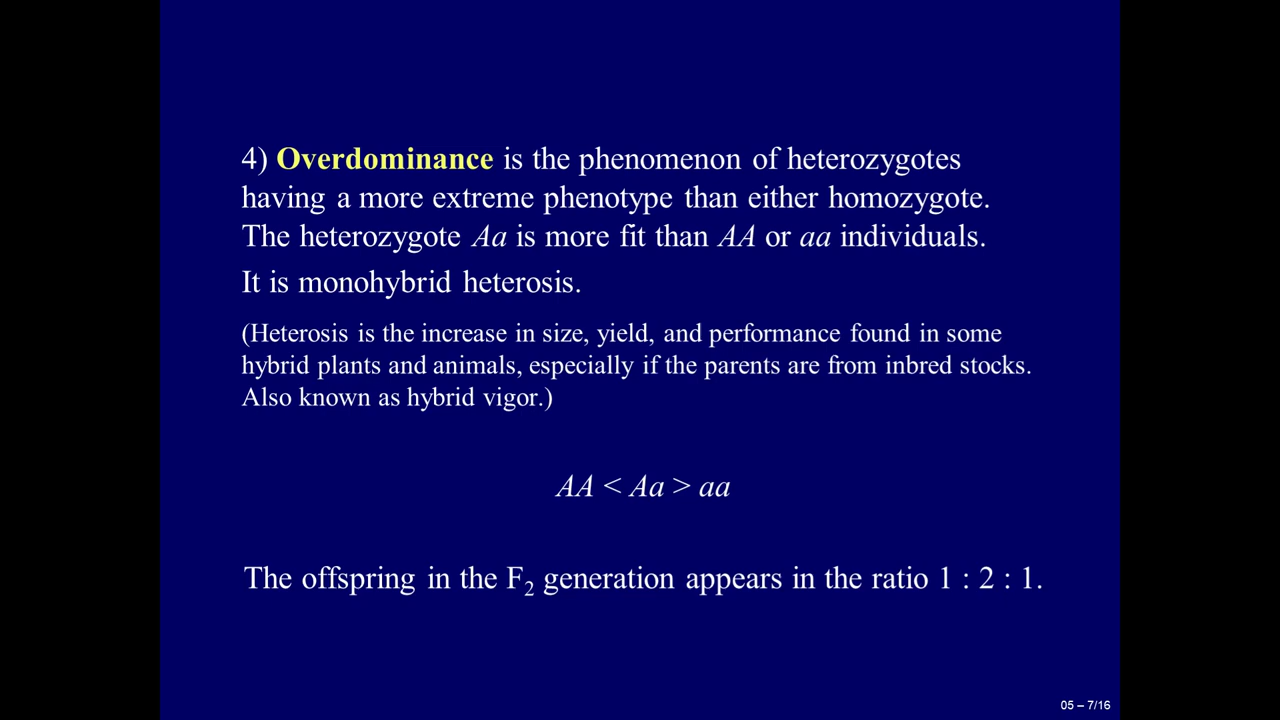 4) Overdominance is the phenomenon of heterozygotes
having a more extreme phenotype than either homozygote.
The heterozygote Aa is more fit than AA or aa individuals.
It is monohybrid heterosis.
(Heterosis is the increase in size, yield, and performance found in some
hybrid plants and animals, especially if the parents are from inbred stocks.
Also known as hybrid vigor.)
AA < Aa > aa
The offspring in the F₂ generation appears in the ratio 1 : 2 : 1.
05 – 7/16